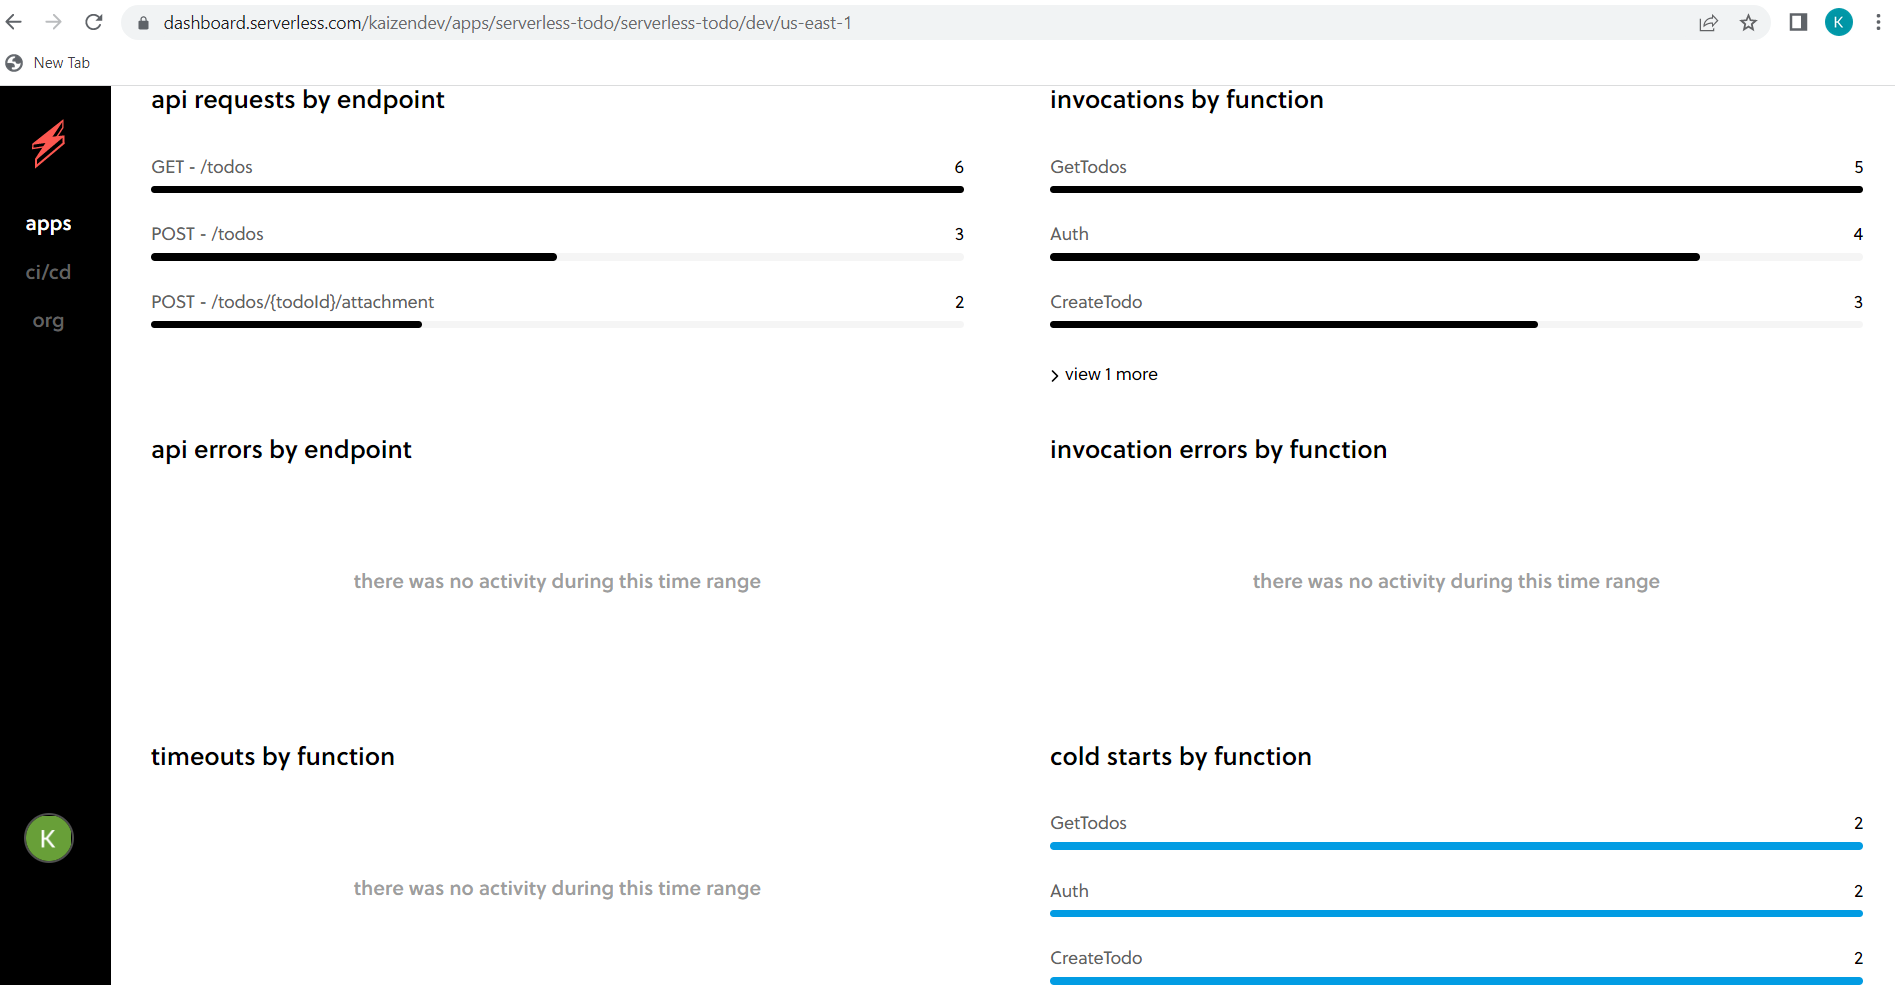 dashboard.serverless.com/kaizendev/apps/serverless-todo/serverless-todo/dev/us-east-1
K
New Tab
apps
ci/cd
org
K
api requests by endpoint
GET - /todos 6
POST - /todos 3
POST - /todos/{todoId}/attachment 2
invocations by function
GetTodos 5
Auth 4
CreateTodo 3
view 1 more
api errors by endpoint
there was no activity during this time range
invocation errors by function
there was no activity during this time range
timeouts by function
there was no activity during this time range
cold starts by function
GetTodos 2
Auth 2
CreateTodo 2